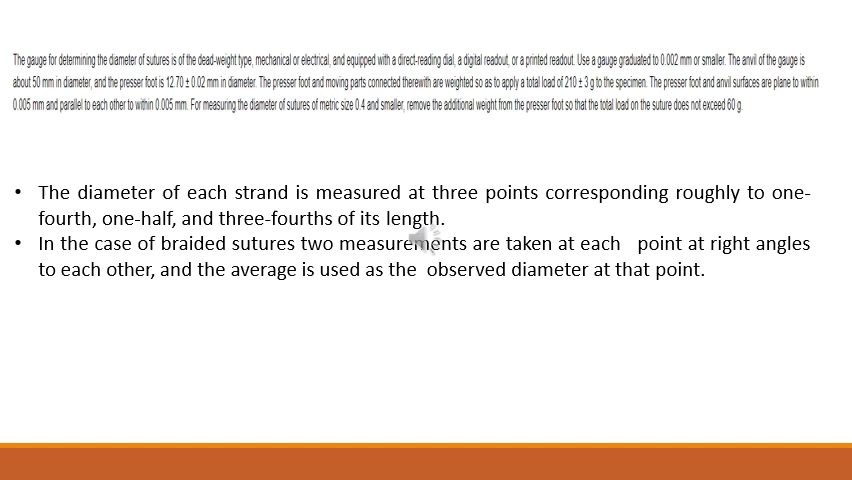 The gauge for determining the diameter of sutures is of the dead-weight type, mechanical or electrical, and equipped with a direct-reading dial, a digital readout, or a printed readout. Use a gauge graduated to 0.002 mm or smaller. The anvil of the gauge is
about 50 mm in diameter, and the presser foot is 12.70 ± 0.02 mm in diameter. The presser foot and moving parts connected therewith are weighted so as to apply a total load of 210 ± 3 g to the specimen. The presser foot and anvil surfaces are plane to within
0.005 mm and parallel to each other to within 0.005 mm. For measuring the diameter of sutures of metric size 0.4 and smaller, remove the additional weight from the presser foot so that the total load on the suture does not exceed 60 g.
• The diameter of each strand is measured at three points corresponding roughly to one-
fourth, one-half, and three-fourths of its length.
• In the case of braided sutures two measurements are taken at each point at right angles
to each other, and the average is used as the observed diameter at that point.